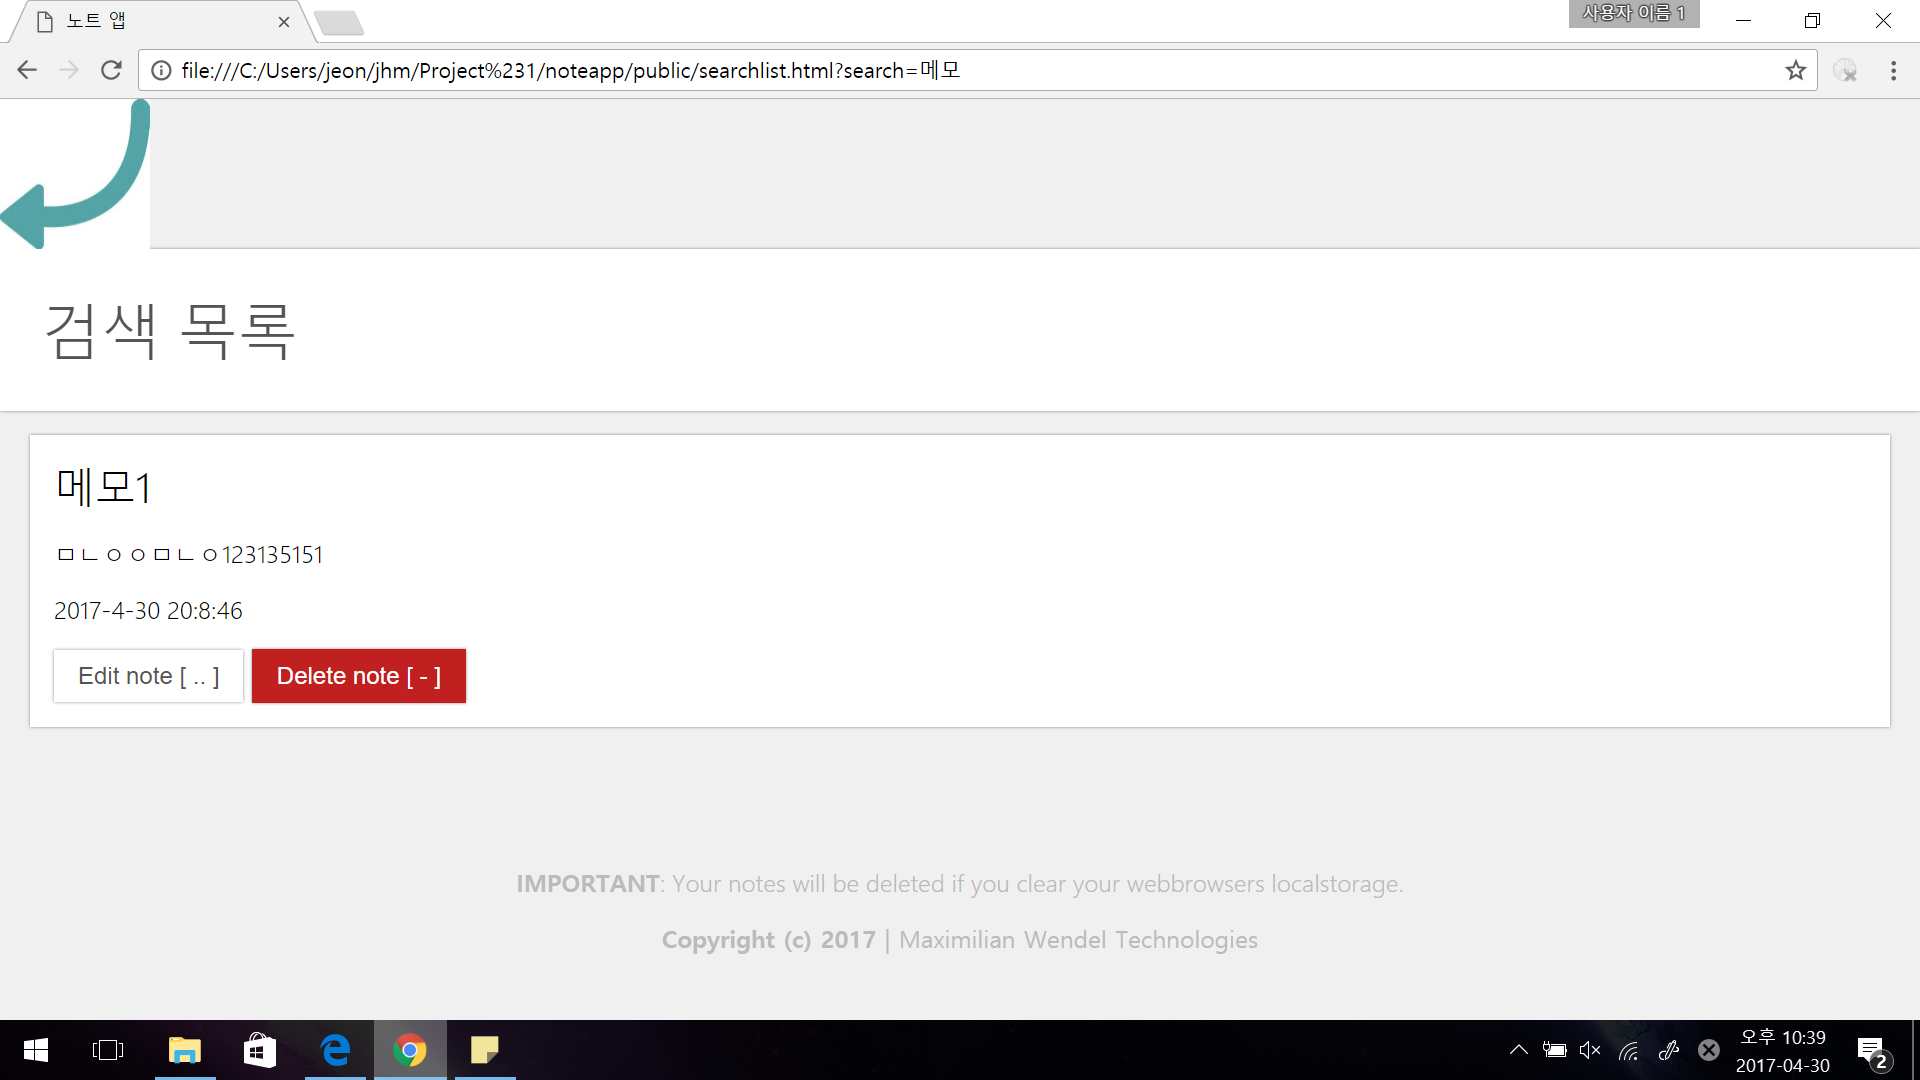 노트 앱
사용자 이름 1
file:///C:/Users/jeon/jhm/Project%231/noteapp/public/searchlist.html?search=메모
검색 목록
메모1
ㅁㄴㅇㅇㅁㄴㅇ123135151
2017-4-30 20:8:46
Edit note [ .. ] Delete note [ - ]
IMPORTANT: Your notes will be deleted if you clear your webbrowsers localstorage.
Copyright (c) 2017 | Maximilian Wendel Technologies
오후 10:39
2017-04-30
2